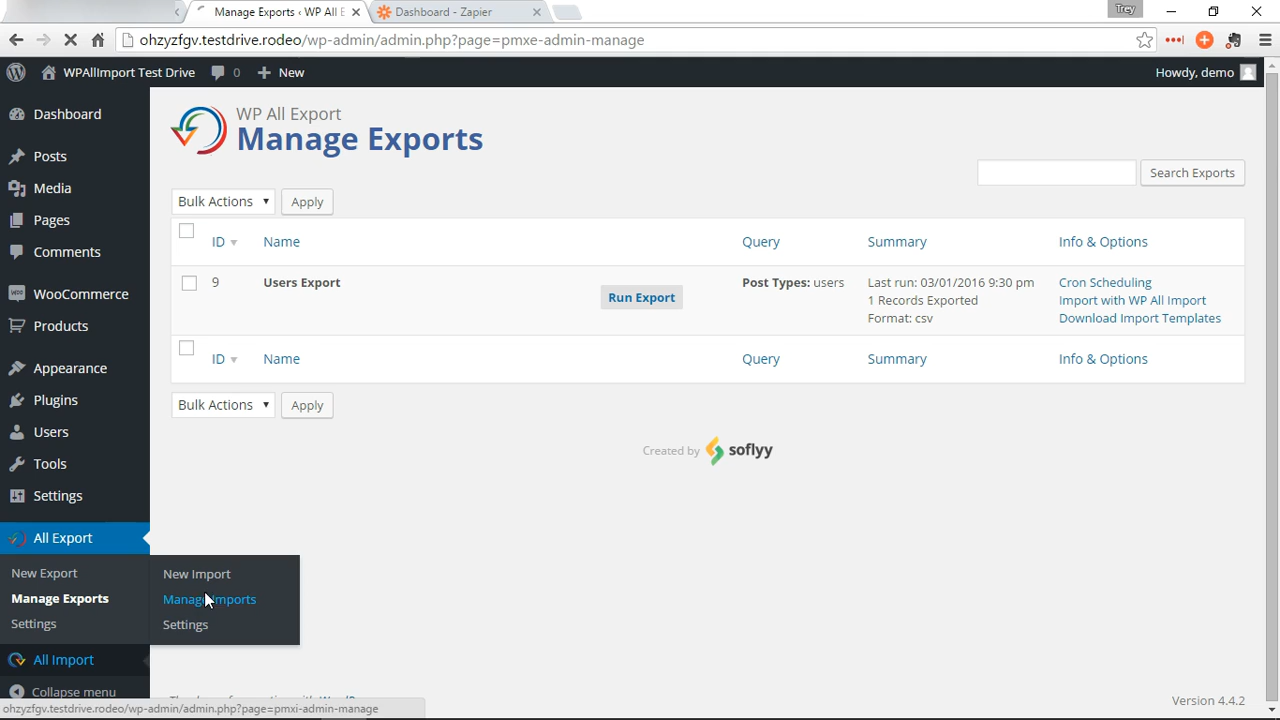 Manage Exports ‹ WP All E
Dashboard - Zapier
Trey
ohzyzfgv.testdrive.rodeo/wp-admin/admin.php?page=pmxe-admin-manage
WPAllImport Test Drive
0
New
Howdy, demo
Dashboard
Posts
Media
Pages
Comments
WooCommerce
Products
Appearance
Plugins
Users
Tools
Settings
All Export
New Export
Manage Exports
Settings
All Import
Collapse menu
New Import
Manage Imports
Settings
WP All Export
Manage Exports
Search Exports
Bulk Actions
Apply
ID Name Query Summary Info & Options
9 Users Export Run Export Post Types: users
Last run: 03/01/2016 9:30 pm
1 Records Exported
Format: csv
Cron Scheduling
Import with WP All Import
Download Import Templates
ID Name Query Summary Info & Options
Bulk Actions
Apply
Created by soflyy
Version 4.4.2
ohzyzfgv.testdrive.rodeo/wp-admin/admin.php?page=pmxi-admin-manage